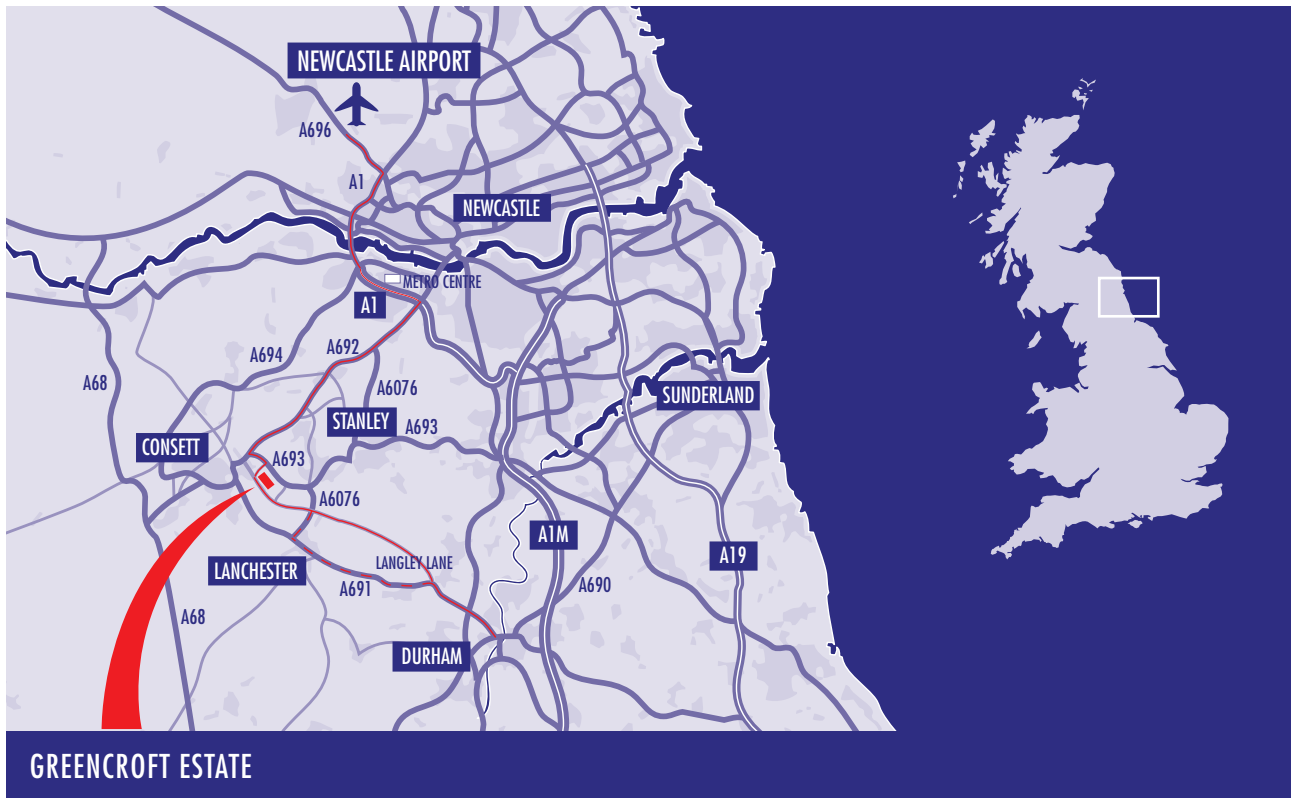 NEWCASTLE AIRPORT
A696
A1
NEWCASTLE
METRO CENTRE
A1
A692
A694
A68
A6076
STANLEY
A693
SUNDERLAND
CONSETT
A693
A6076
A1M
A19
LANCHESTER
LANGLEY LANE
A691
A690
A68
DURHAM
GREENCROFT ESTATE